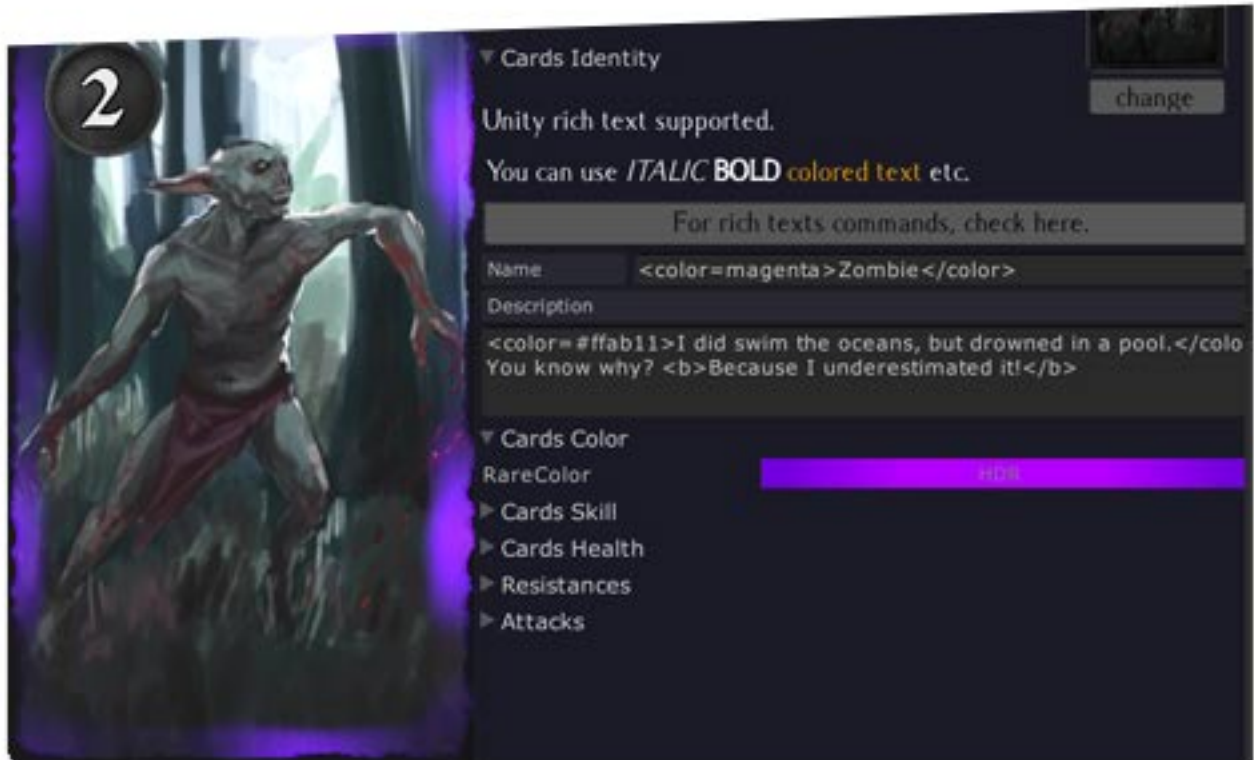 2
Cards Identity
change
Unity rich text supported.
You can use ITALIC BOLD colored text etc.
For rich texts commands, check here.
Name <color=magenta>Zombie</color>
Description
<color=#ffab11>I did swim the oceans, but drowned in a pool.</colo
You know why? <b>Because I underestimated it!</b>
Cards Color
RareColor HDR
Cards Skill
Cards Health
Resistances
Attacks